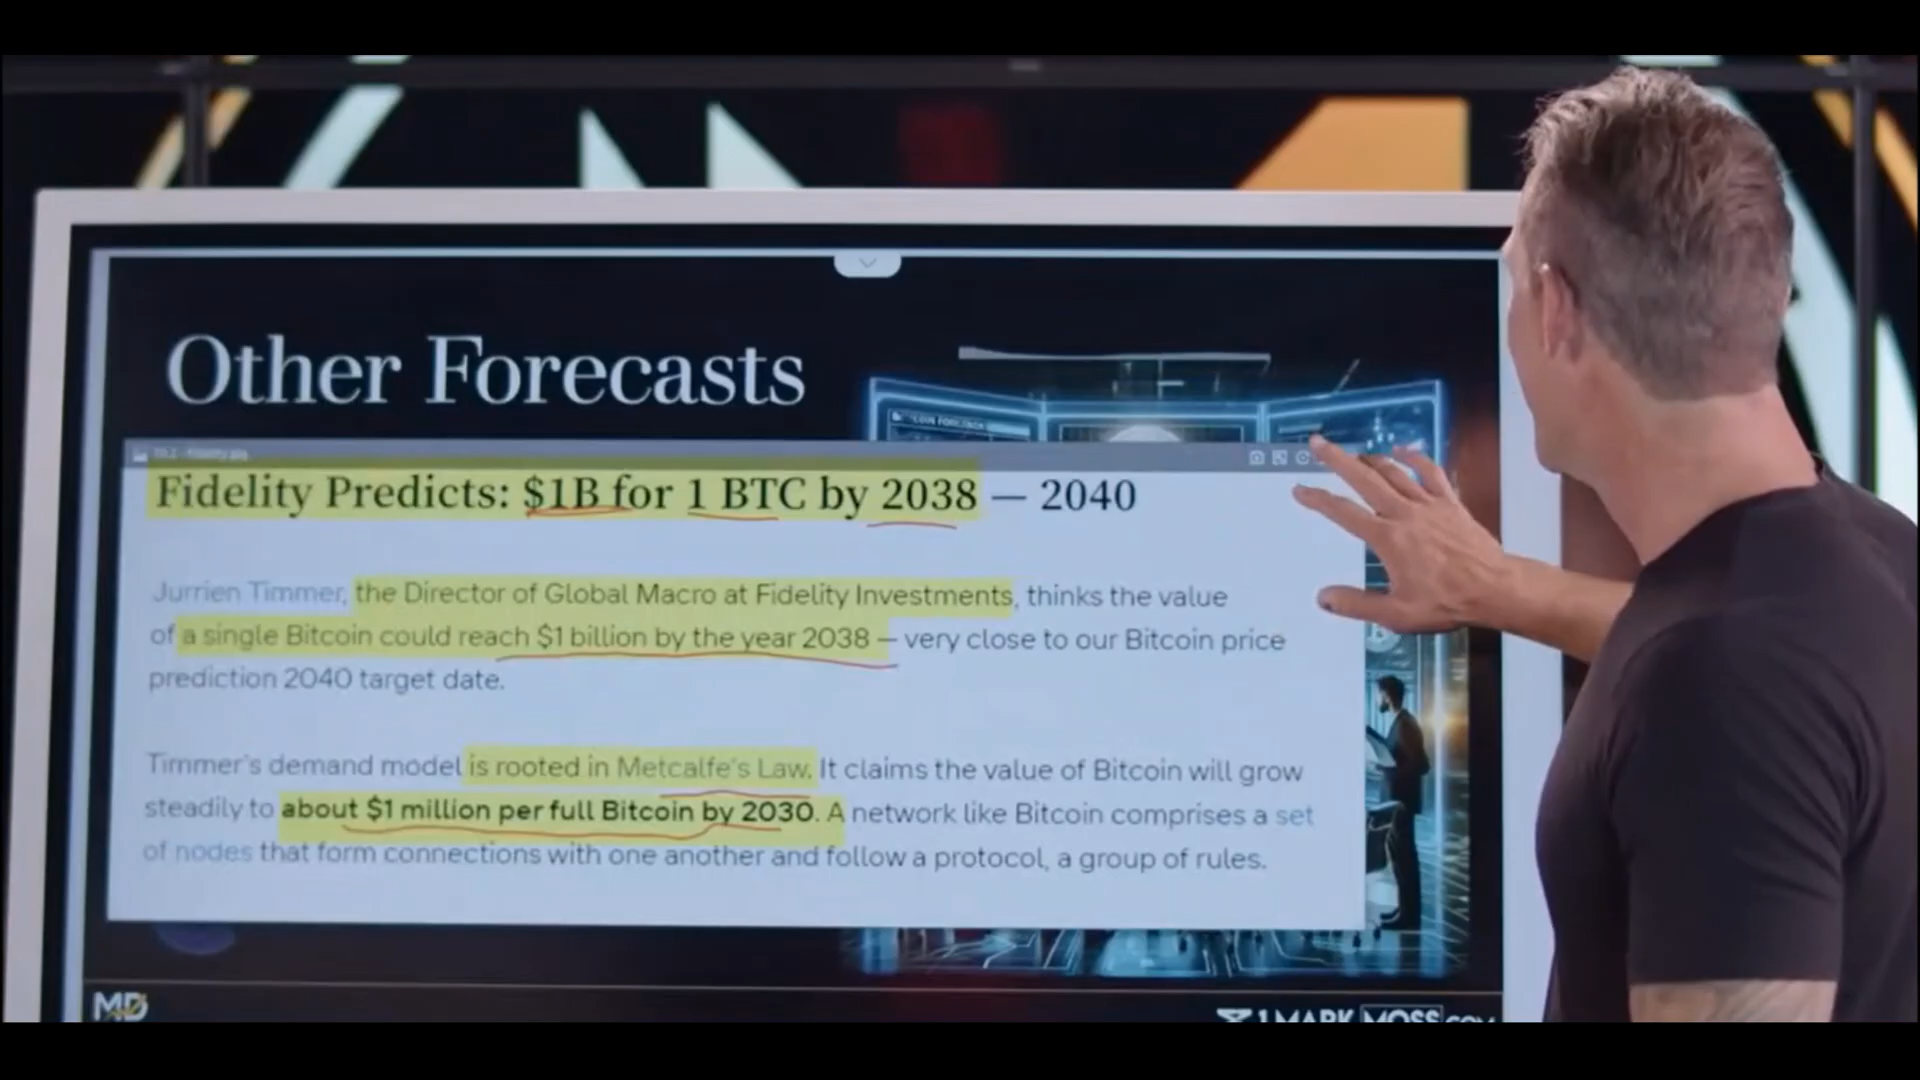 Other Forecasts
Fidelity Predicts: $1B for 1 BTC by 2038 — 2040
Jurrien Timmer, the Director of Global Macro at Fidelity Investments, thinks the value
of a single Bitcoin could reach $1 billion by the year 2038 — very close to our Bitcoin price
prediction 2040 target date.
Timmer's demand model is rooted in Metcalfe's Law. It claims the value of Bitcoin will grow
steadily to about $1 million per full Bitcoin by 2030. A network like Bitcoin comprises a set
of nodes that form connections with one another and follow a protocol, a group of rules.
MD
1MARKMOSS.COM